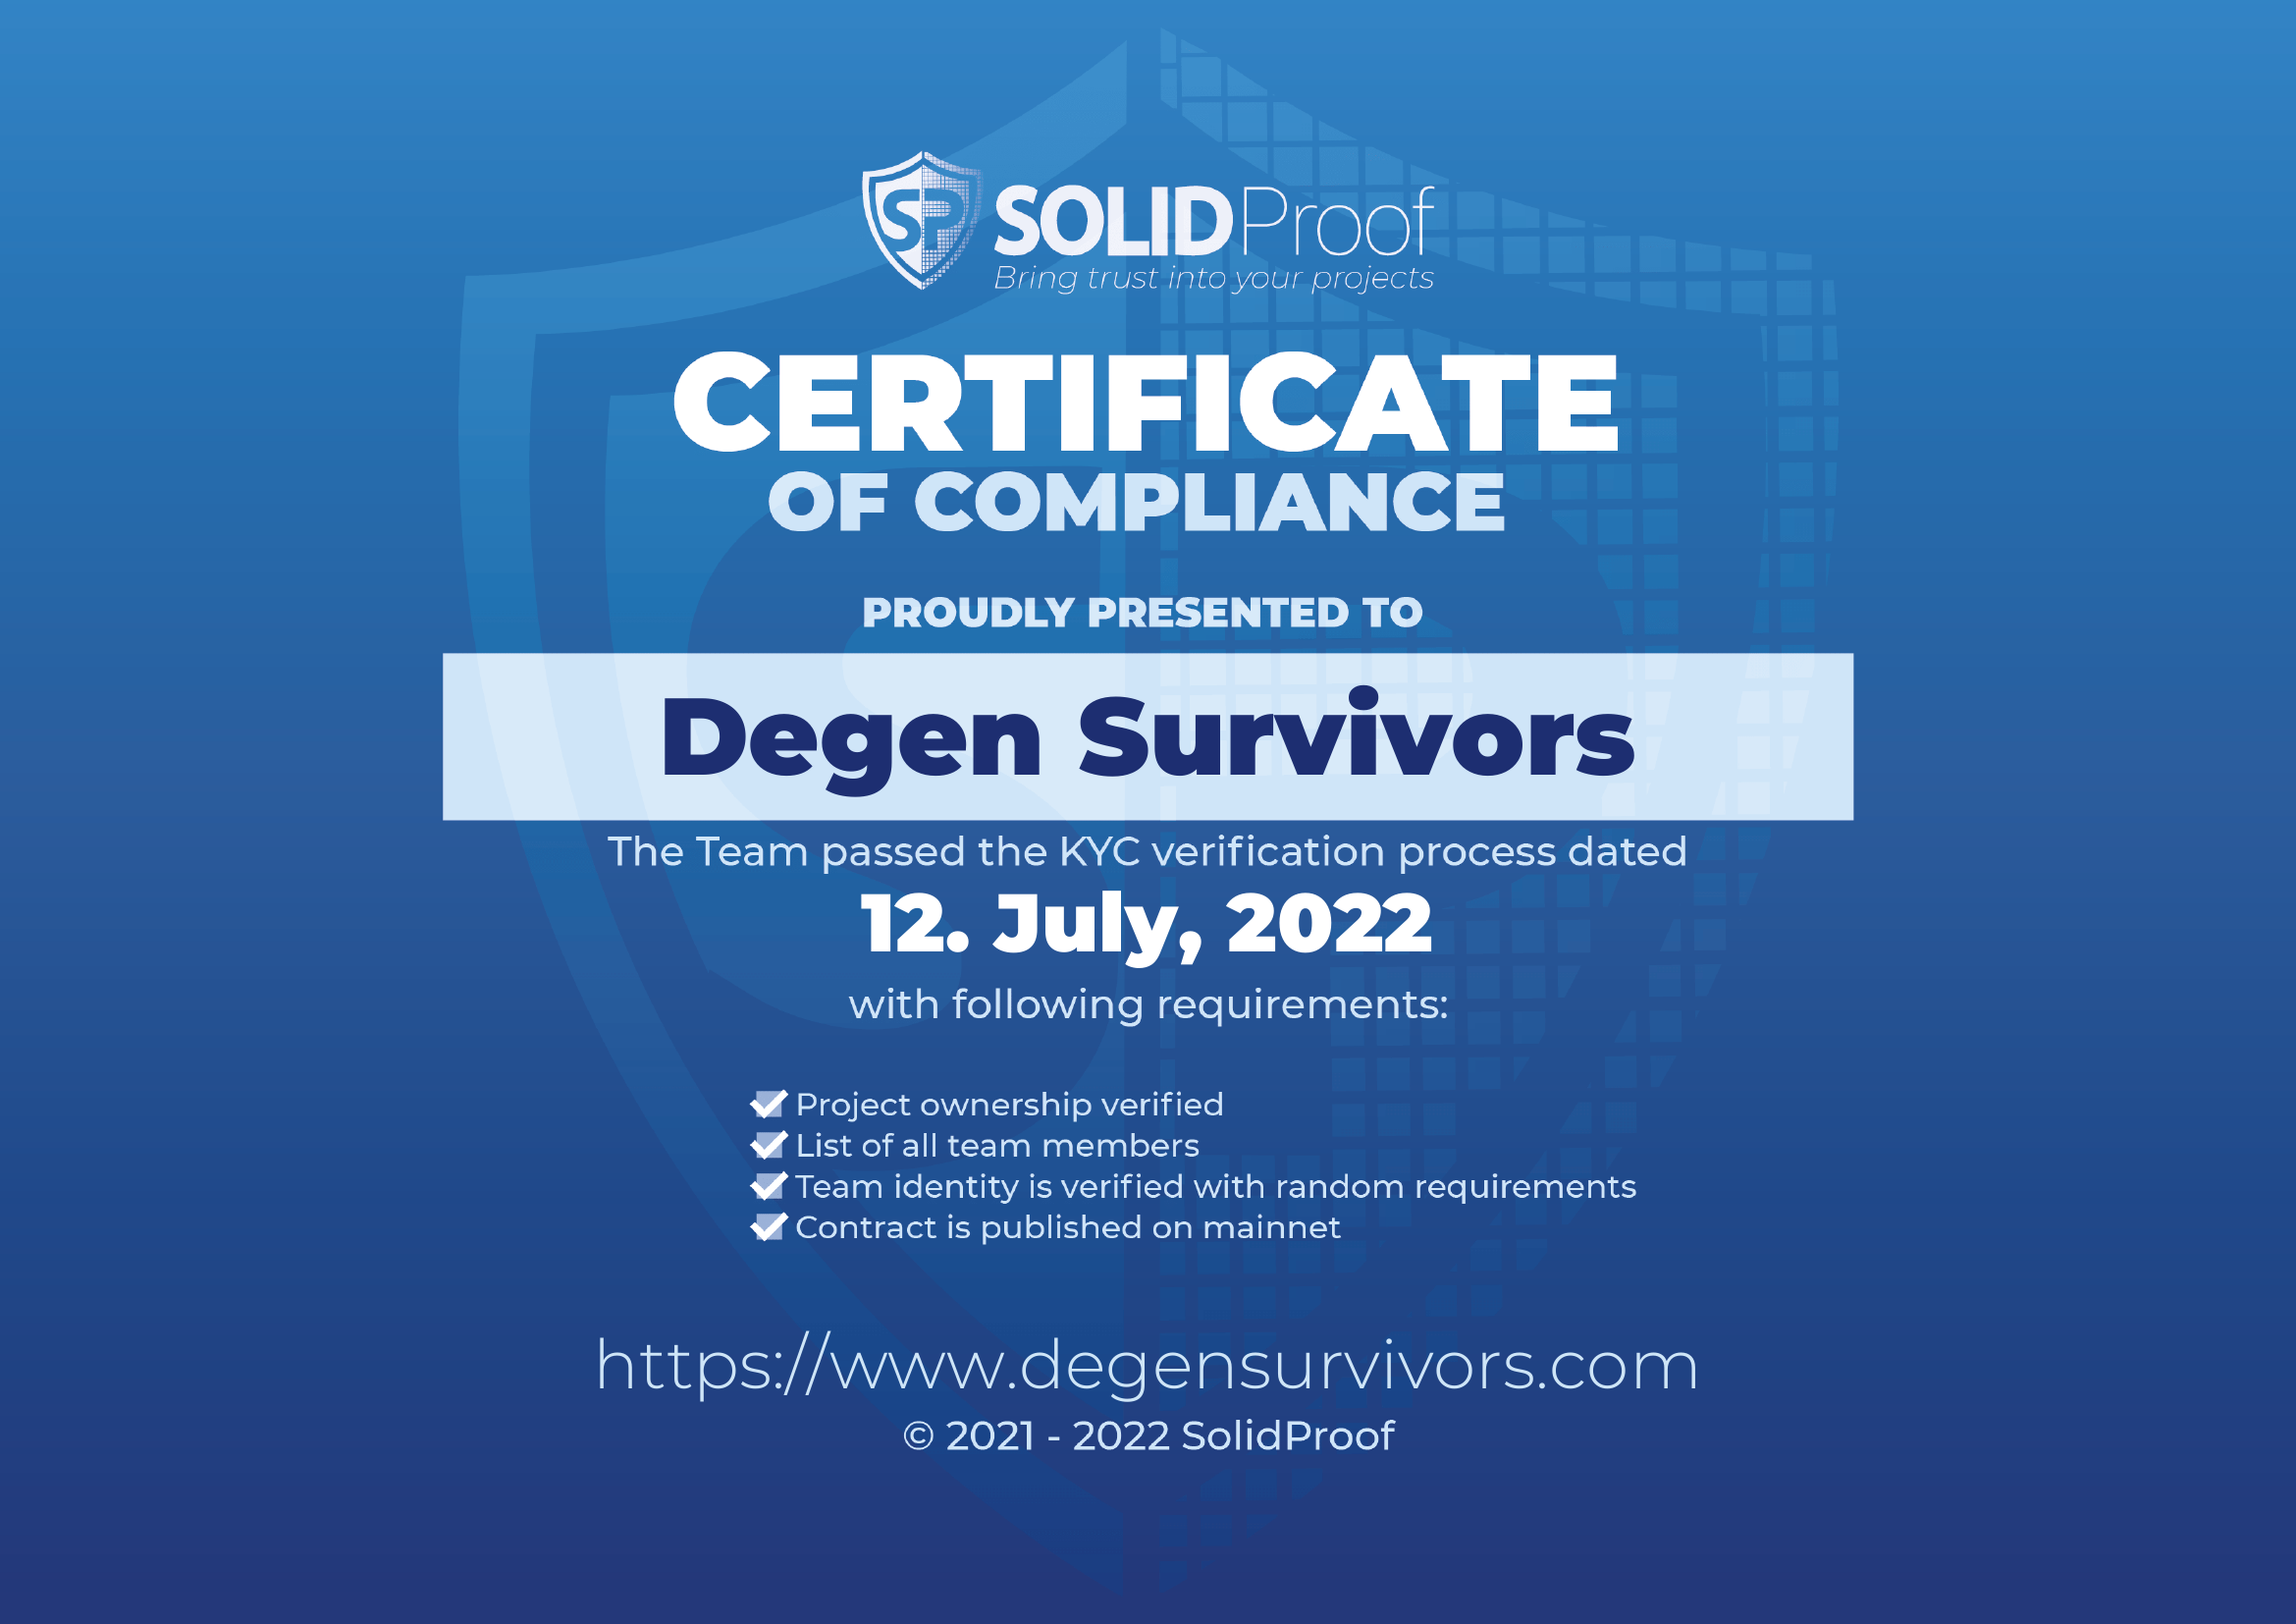 SP SOLIDProof
Bring trust into your projects
CERTIFICATE
OF COMPLIANCE
PROUDLY PRESENTED TO
Degen Survivors
The Team passed the KYC verification process dated
12. July, 2022
with following requirements:
Project ownership verified
List of all team members
Team identity is verified with random requirements
Contract is published on mainnet
https://www.degensurvivors.com
© 2021 - 2022 SolidProof